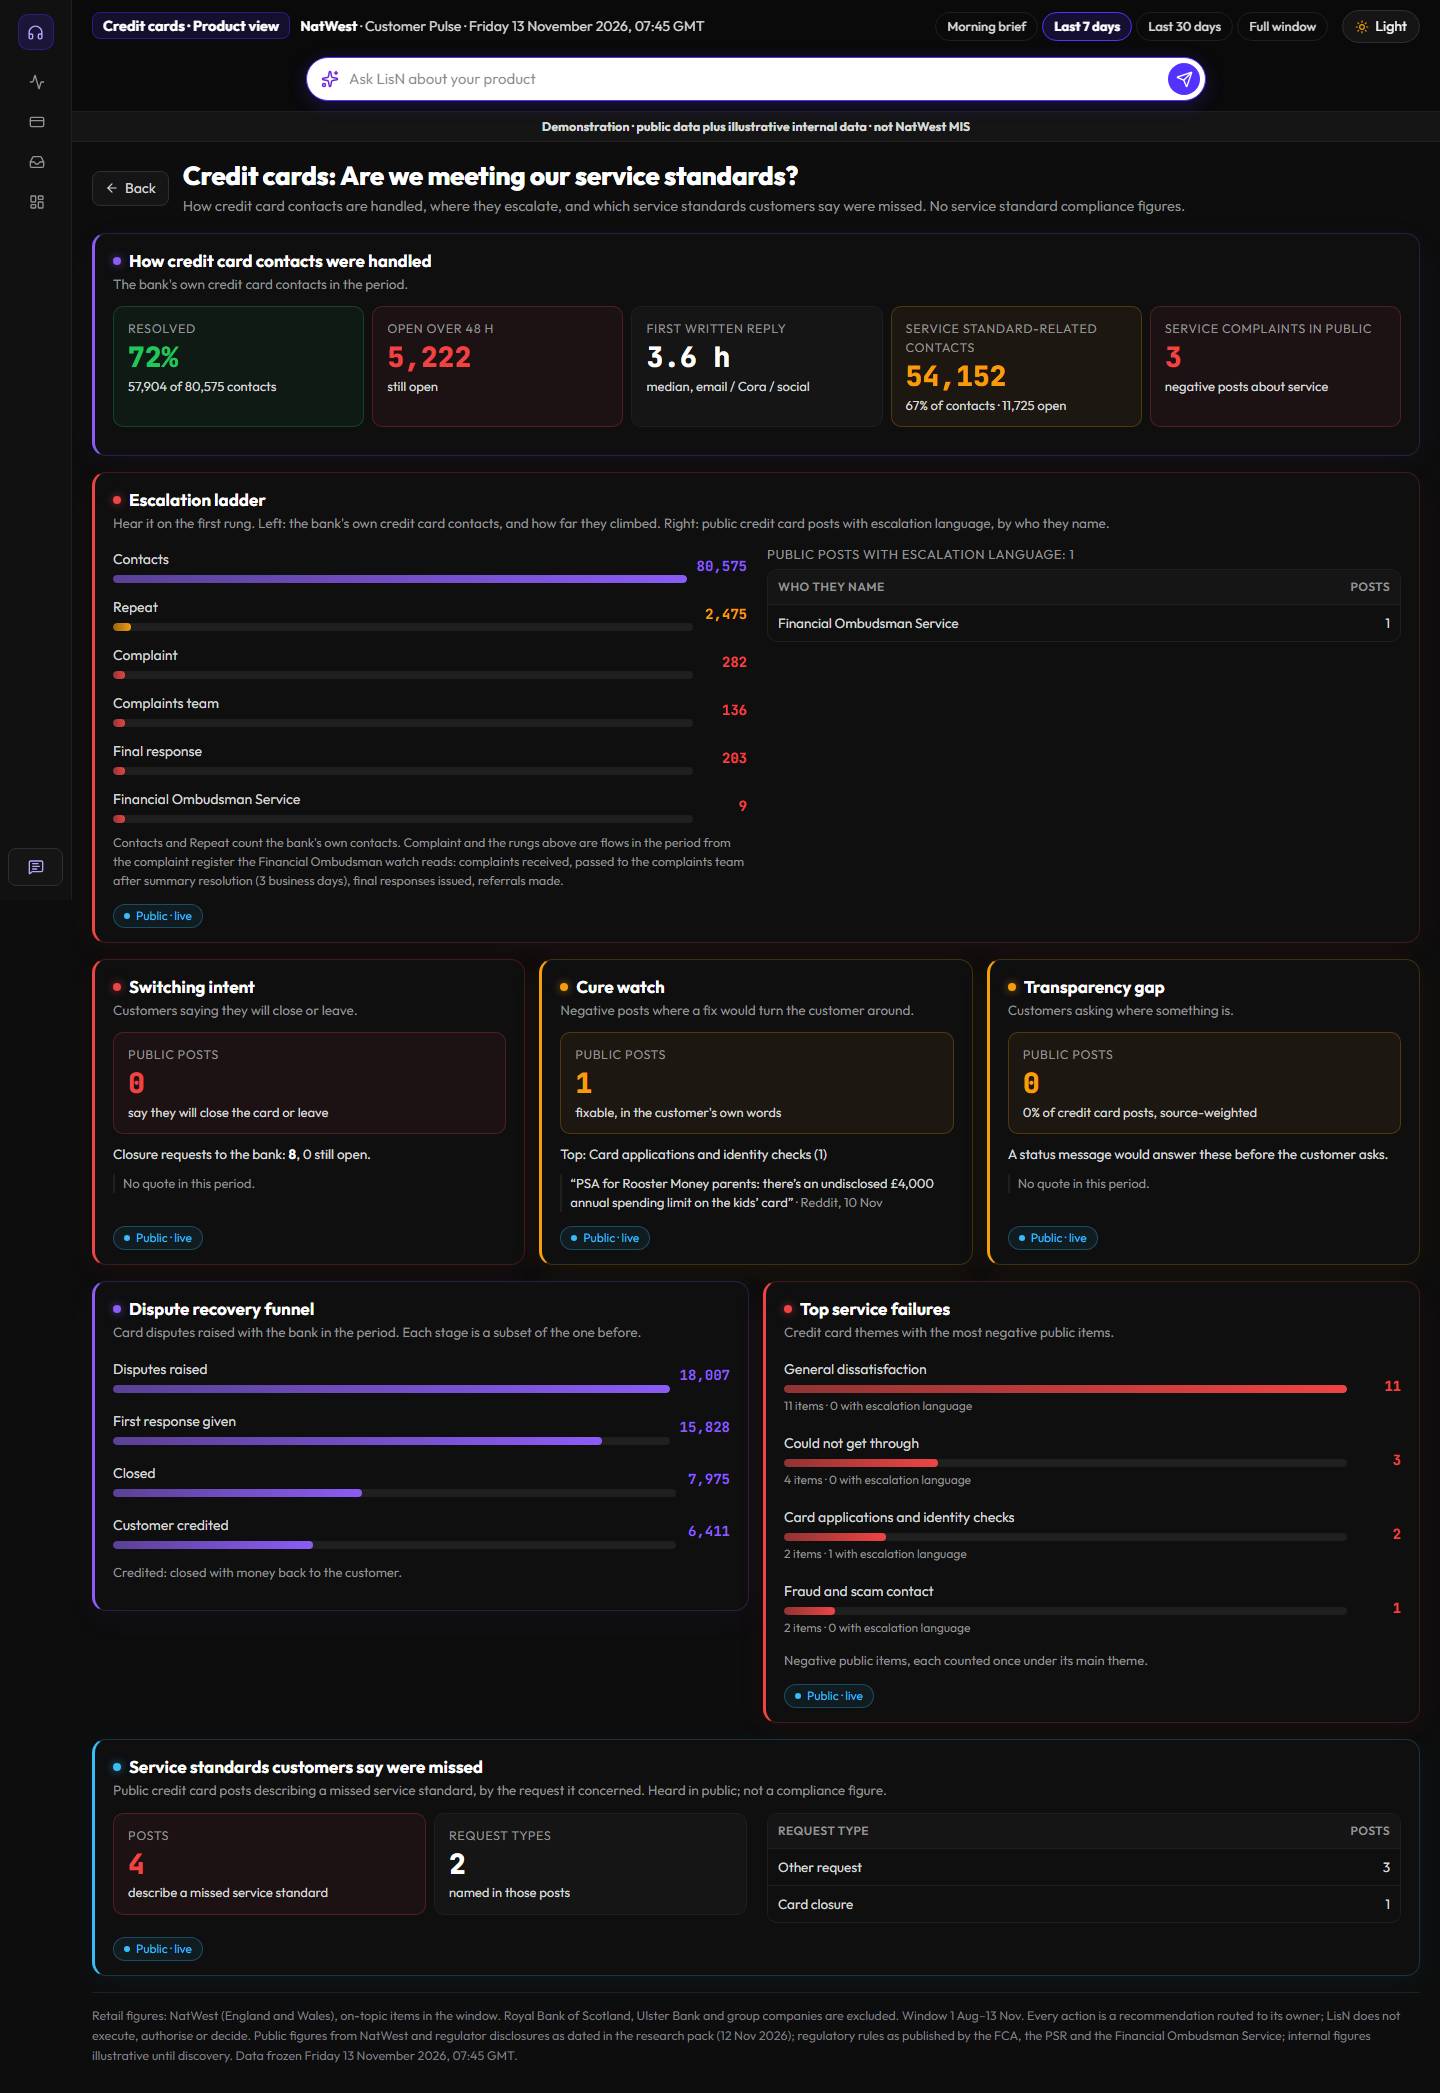 Credit cards · Product view
NatWest · Customer Pulse · Friday 13 November 2026, 07:45 GMT
Morning brief
Last 7 days
Last 30 days
Full window
Light
Ask LisN about your product
Demonstration · public data plus illustrative internal data · not NatWest MIS
Back
Credit cards: Are we meeting our service standards?
How credit card contacts are handled, where they escalate, and which service standards customers say were missed. No service standard compliance figures.
How credit card contacts were handled
The bank's own credit card contacts in the period.
RESOLVED
72%
57,904 of 80,575 contacts
OPEN OVER 48 H
5,222
still open
FIRST WRITTEN REPLY
3.6 h
median, email / Cora / social
SERVICE STANDARD-RELATED
CONTACTS
54,152
67% of contacts · 11,725 open
SERVICE COMPLAINTS IN PUBLIC
3
negative posts about service
Escalation ladder
Hear it on the first rung. Left: the bank's own credit card contacts, and how far they climbed. Right: public credit card posts with escalation language, by who they name.
Contacts
80,575
Repeat
2,475
Complaint
282
Complaints team
136
Final response
203
Financial Ombudsman Service
9
Contacts and Repeat count the bank's own contacts. Complaint and the rungs above are flows in the period from
the complaint register the Financial Ombudsman watch reads: complaints received, passed to the complaints team
after summary resolution (3 business days), final responses issued, referrals made.
Public · live
PUBLIC POSTS WITH ESCALATION LANGUAGE: 1
WHO THEY NAME POSTS
Financial Ombudsman Service 1
Switching intent
Customers saying they will close or leave.
PUBLIC POSTS
0
say they will close the card or leave
Closure requests to the bank: 8, 0 still open.
No quote in this period.
Public · live
Cure watch
Negative posts where a fix would turn the customer around.
PUBLIC POSTS
1
fixable, in the customer's own words
Top: Card applications and identity checks (1)
“PSA for Rooster Money parents: there’s an undisclosed £4,000
annual spending limit on the kids’ card” · Reddit, 10 Nov
Public · live
Transparency gap
Customers asking where something is.
PUBLIC POSTS
0
0% of credit card posts, source-weighted
A status message would answer these before the customer asks.
No quote in this period.
Public · live
Dispute recovery funnel
Card disputes raised with the bank in the period. Each stage is a subset of the one before.
Disputes raised
18,007
First response given
15,828
Closed
7,975
Customer credited
6,411
Credited: closed with money back to the customer.
Top service failures
Credit card themes with the most negative public items.
General dissatisfaction
11
11 items · 0 with escalation language
Could not get through
3
4 items · 0 with escalation language
Card applications and identity checks
2
2 items · 1 with escalation language
Fraud and scam contact
1
2 items · 0 with escalation language
Negative public items, each counted once under its main theme.
Public · live
Service standards customers say were missed
Public credit card posts describing a missed service standard, by the request it concerned. Heard in public; not a compliance figure.
POSTS
4
describe a missed service standard
REQUEST TYPES
2
named in those posts
REQUEST TYPE POSTS
Other request 3
Card closure 1
Public · live
Retail figures: NatWest (England and Wales), on-topic items in the window. Royal Bank of Scotland, Ulster Bank and group companies are excluded. Window 1 Aug–13 Nov. Every action is a recommendation routed to its owner; LisN does not
execute, authorise or decide. Public figures from NatWest and regulator disclosures as dated in the research pack (12 Nov 2026); regulatory rules as published by the FCA, the PSR and the Financial Ombudsman Service; internal figures
illustrative until discovery. Data frozen Friday 13 November 2026, 07:45 GMT.